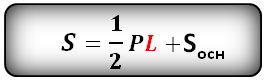 S = 1/2 PL + Sосн